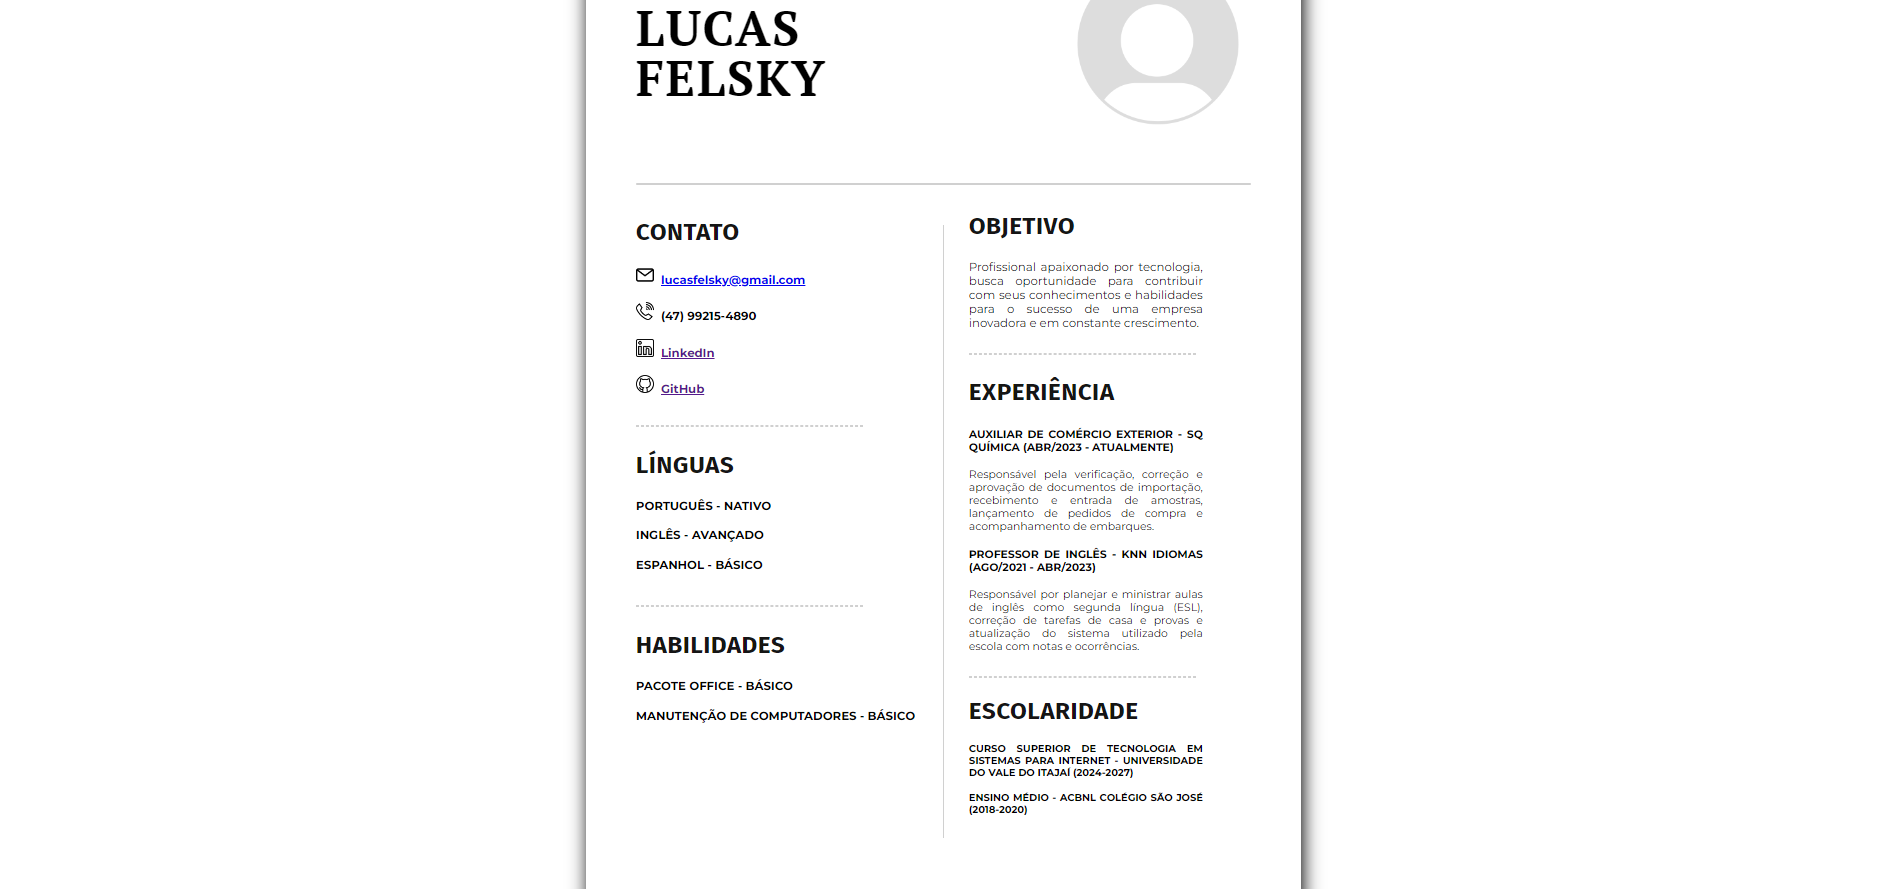 LUCAS
FELSKY
CONTATO
lucasfelsky@gmail.com
(47) 99215-4890
LinkedIn
GitHub
LÍNGUAS
PORTUGUÊS - NATIVO
INGLÊS - AVANÇADO
ESPANHOL - BÁSICO
HABILIDADES
PACOTE OFFICE - BÁSICO
MANUTENÇÃO DE COMPUTADORES - BÁSICO
OBJETIVO
Profissional apaixonado por tecnologia,
busca oportunidade para contribuir
com seus conhecimentos e habilidades
para o sucesso de uma empresa
inovadora e em constante crescimento.
EXPERIÊNCIA
AUXILIAR DE COMÉRCIO EXTERIOR - SQ
QUÍMICA (ABR/2023 - ATUALMENTE)
Responsável pela verificação, correção e
aprovação de documentos de importação,
recebimento e entrada de amostras,
lançamento de pedidos de compra e
acompanhamento de embarques.
PROFESSOR DE INGLÊS - KNN IDIOMAS
(AGO/2021 - ABR/2023)
Responsável por planejar e ministrar aulas
de inglês como segunda língua (ESL),
correção de tarefas de casa e provas e
atualização do sistema utilizado pela
escola com notas e ocorrências.
ESCOLARIDADE
CURSO SUPERIOR DE TECNOLOGIA EM
SISTEMAS PARA INTERNET - UNIVERSIDADE
DO VALE DO ITAJAÍ (2024-2027)
ENSINO MÉDIO - ACBNL COLÉGIO SÃO JOSÉ
(2018-2020)